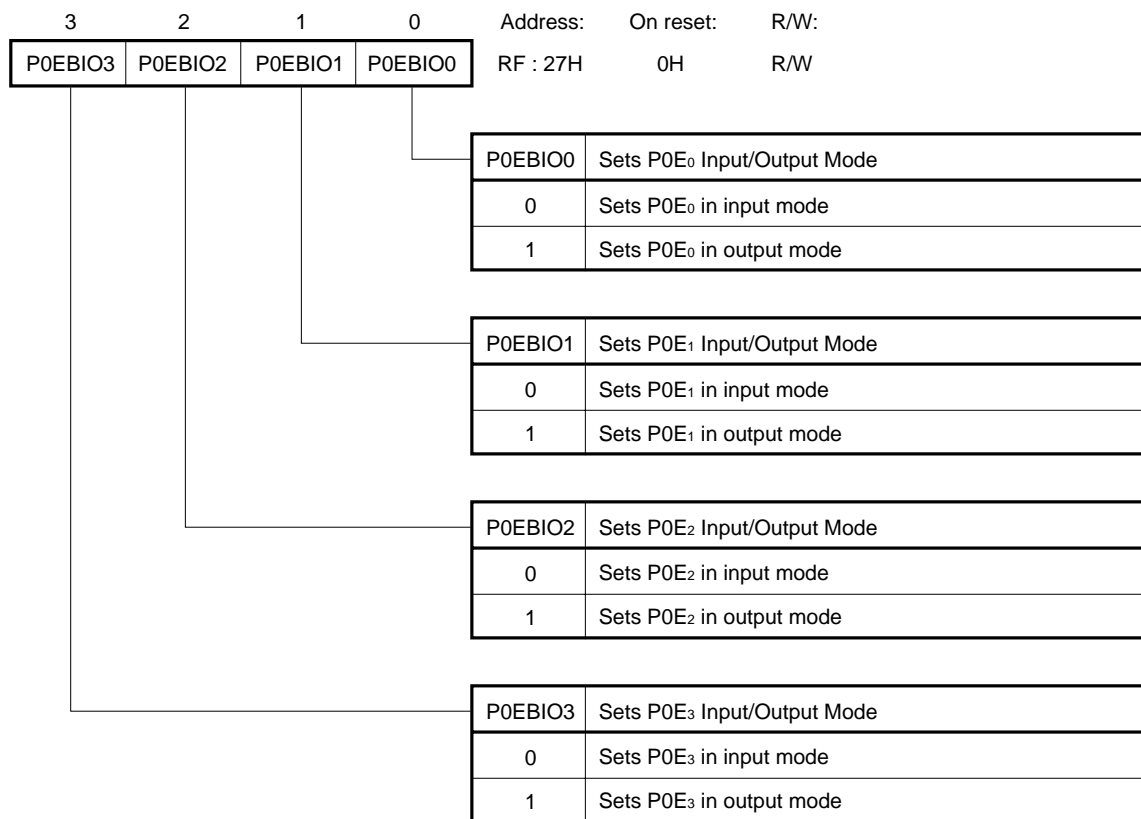 3 2 1 0 Address: On reset: R/W:
P0EBIO3 P0EBIO2 P0EBIO1 P0EBIO0 RF : 27H 0H R/W
P0EBIO0 Sets P0E₀ Input/Output Mode
0 Sets P0E₀ in input mode
1 Sets P0E₀ in output mode
P0EBIO1 Sets P0E₁ Input/Output Mode
0 Sets P0E₁ in input mode
1 Sets P0E₁ in output mode
P0EBIO2 Sets P0E₂ Input/Output Mode
0 Sets P0E₂ in input mode
1 Sets P0E₂ in output mode
P0EBIO3 Sets P0E₃ Input/Output Mode
0 Sets P0E₃ in input mode
1 Sets P0E₃ in output mode